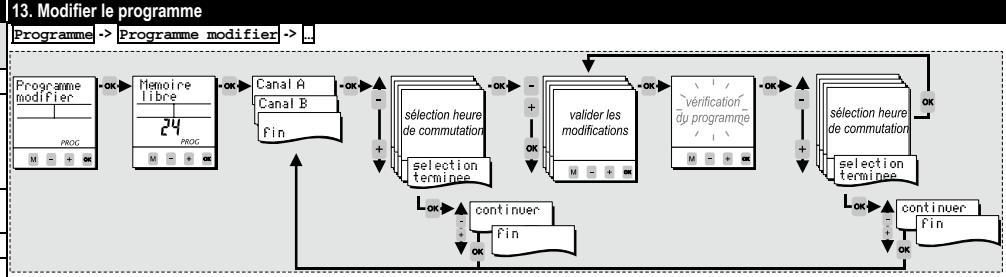 13. Modifier le programme
Programme -> Programme modifier -> ...
Programme
modifier
PROG
M - + OK
OK
Memoire
libre
24
PROG
M - + OK
OK
Canal A
Canal B
fin
OK
-
+
sélection heure
de commutation
selection
terminee
OK
-
+
OK
valider les
modifications
M - + OK
OK
vérification
du programme
M - + OK
OK
-
+
sélection heure
de commutation
selection
terminee
OK
OK
-
+
continuer
fin
OK
OK
-
+
continuer
fin
OK